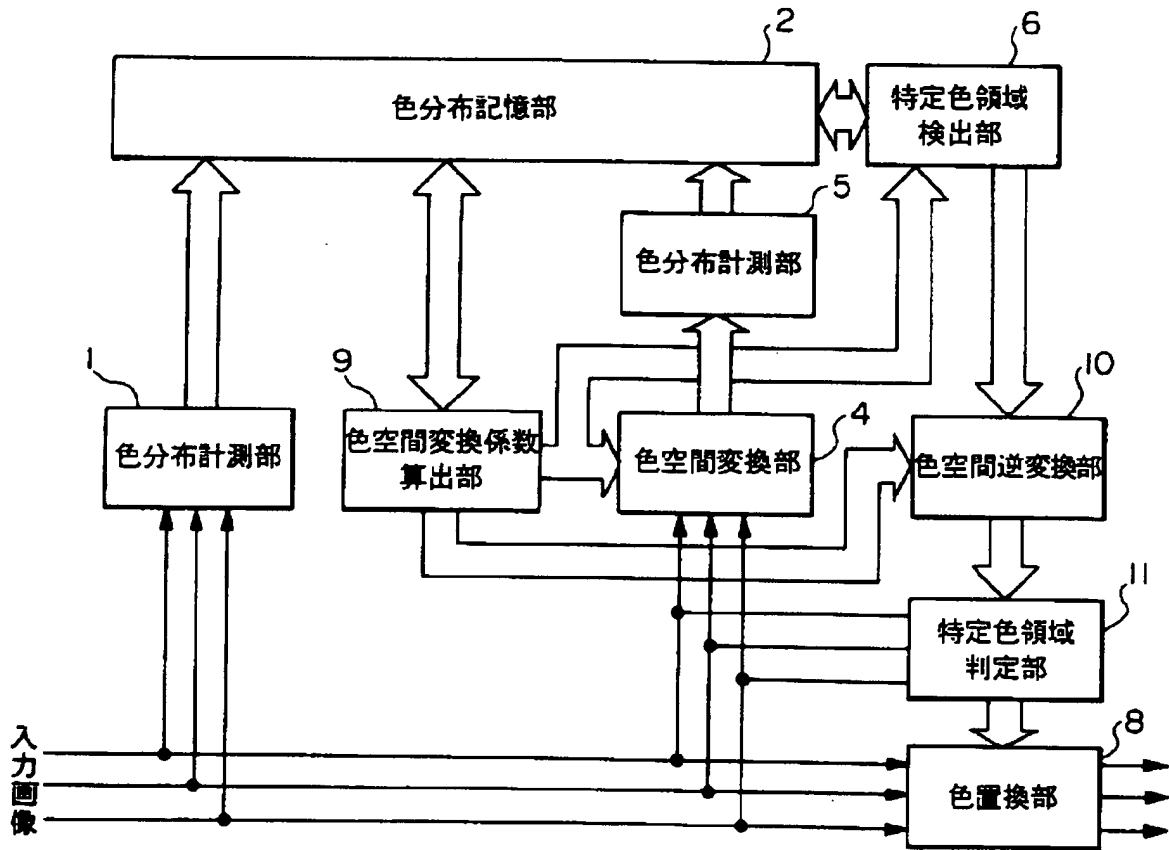 2
色分布記憶部
6
特定色領域
検出部
5
色分布計測部
1
色分布計測部
9
色空間変換係数
算出部
4
色空間変換部
10
色空間逆変換部
11
特定色領域
判定部
8
色置換部
入力画像